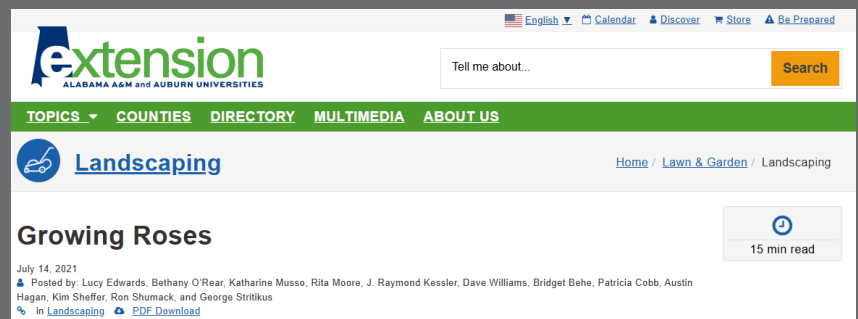 English ▼ Calendar Discover Store Be Prepared
extension
ALABAMA A&M and AUBURN UNIVERSITIES
Tell me about...
Search
TOPICS COUNTIES DIRECTORY MULTIMEDIA ABOUT US
Landscaping
Home / Lawn & Garden / Landscaping
Growing Roses
15 min read
July 14, 2021
Posted by: Lucy Edwards, Bethany O'Rear, Katharine Musso, Rita Moore, J. Raymond Kessler, Dave Williams, Bridget Behe, Patricia Cobb, Austin
Hagan, Kim Sheffer, Ron Shumack, and George Stritikus
in Landscaping PDF Download